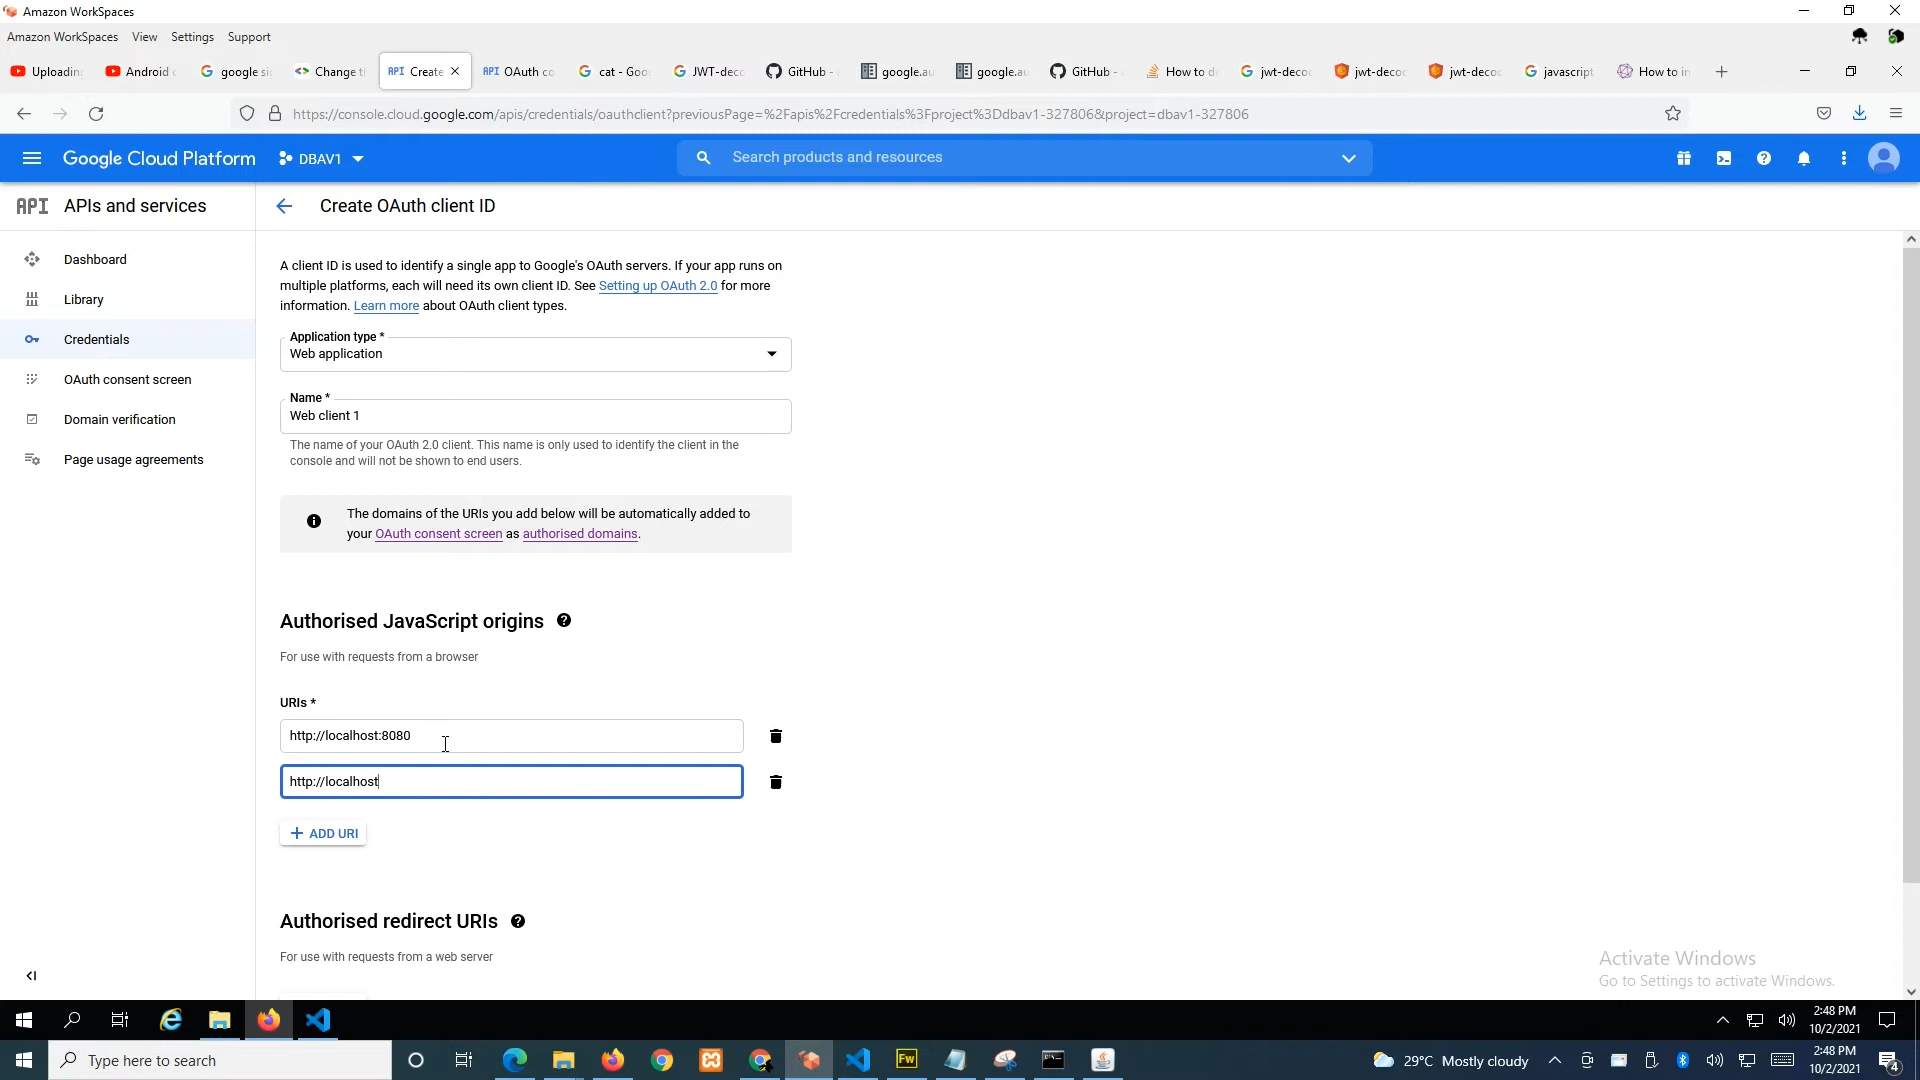 Amazon WorkSpaces
Amazon WorkSpaces View Settings Support
Uploadin Android google si Change t API Create API OAuth co cat - Goo JWT-deco GitHub - google.au google.au GitHub - How to d jwt-deco jwt-deco jwt-deco javascript How to in
https://console.cloud.google.com/apis/credentials/oauthclient?previousPage=%2Fapis%2Fcredentials%3Fproject%3Ddbav1-327806&project=dbav1-327806
Google Cloud Platform DBAV1 Search products and resources
API APIs and services Create OAuth client ID
Dashboard
Library
Credentials
OAuth consent screen
Domain verification
Page usage agreements
A client ID is used to identify a single app to Google's OAuth servers. If your app runs on
multiple platforms, each will need its own client ID. See Setting up OAuth 2.0 for more
information. Learn more about OAuth client types.
Application type *
Web application
Name *
Web client 1
The name of your OAuth 2.0 client. This name is only used to identify the client in the
console and will not be shown to end users.
The domains of the URIs you add below will be automatically added to
your OAuth consent screen as authorised domains.
Authorised JavaScript origins
For use with requests from a browser
URIs *
http://localhost:8080
http://localhost
+ ADD URI
Authorised redirect URIs
For use with requests from a web server
Activate Windows
Go to Settings to activate Windows.
2:48 PM
10/2/2021
Type here to search Fw 29°C Mostly cloudy 2:48 PM
10/2/2021 4